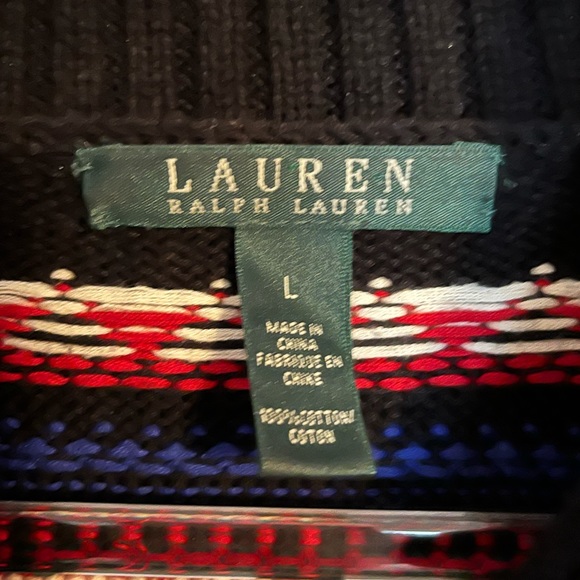 LAUREN
RALPH LAUREN
L
MADE IN
CHINA
FABRIQUE EN
CHINE
100% COTTON/
COTON